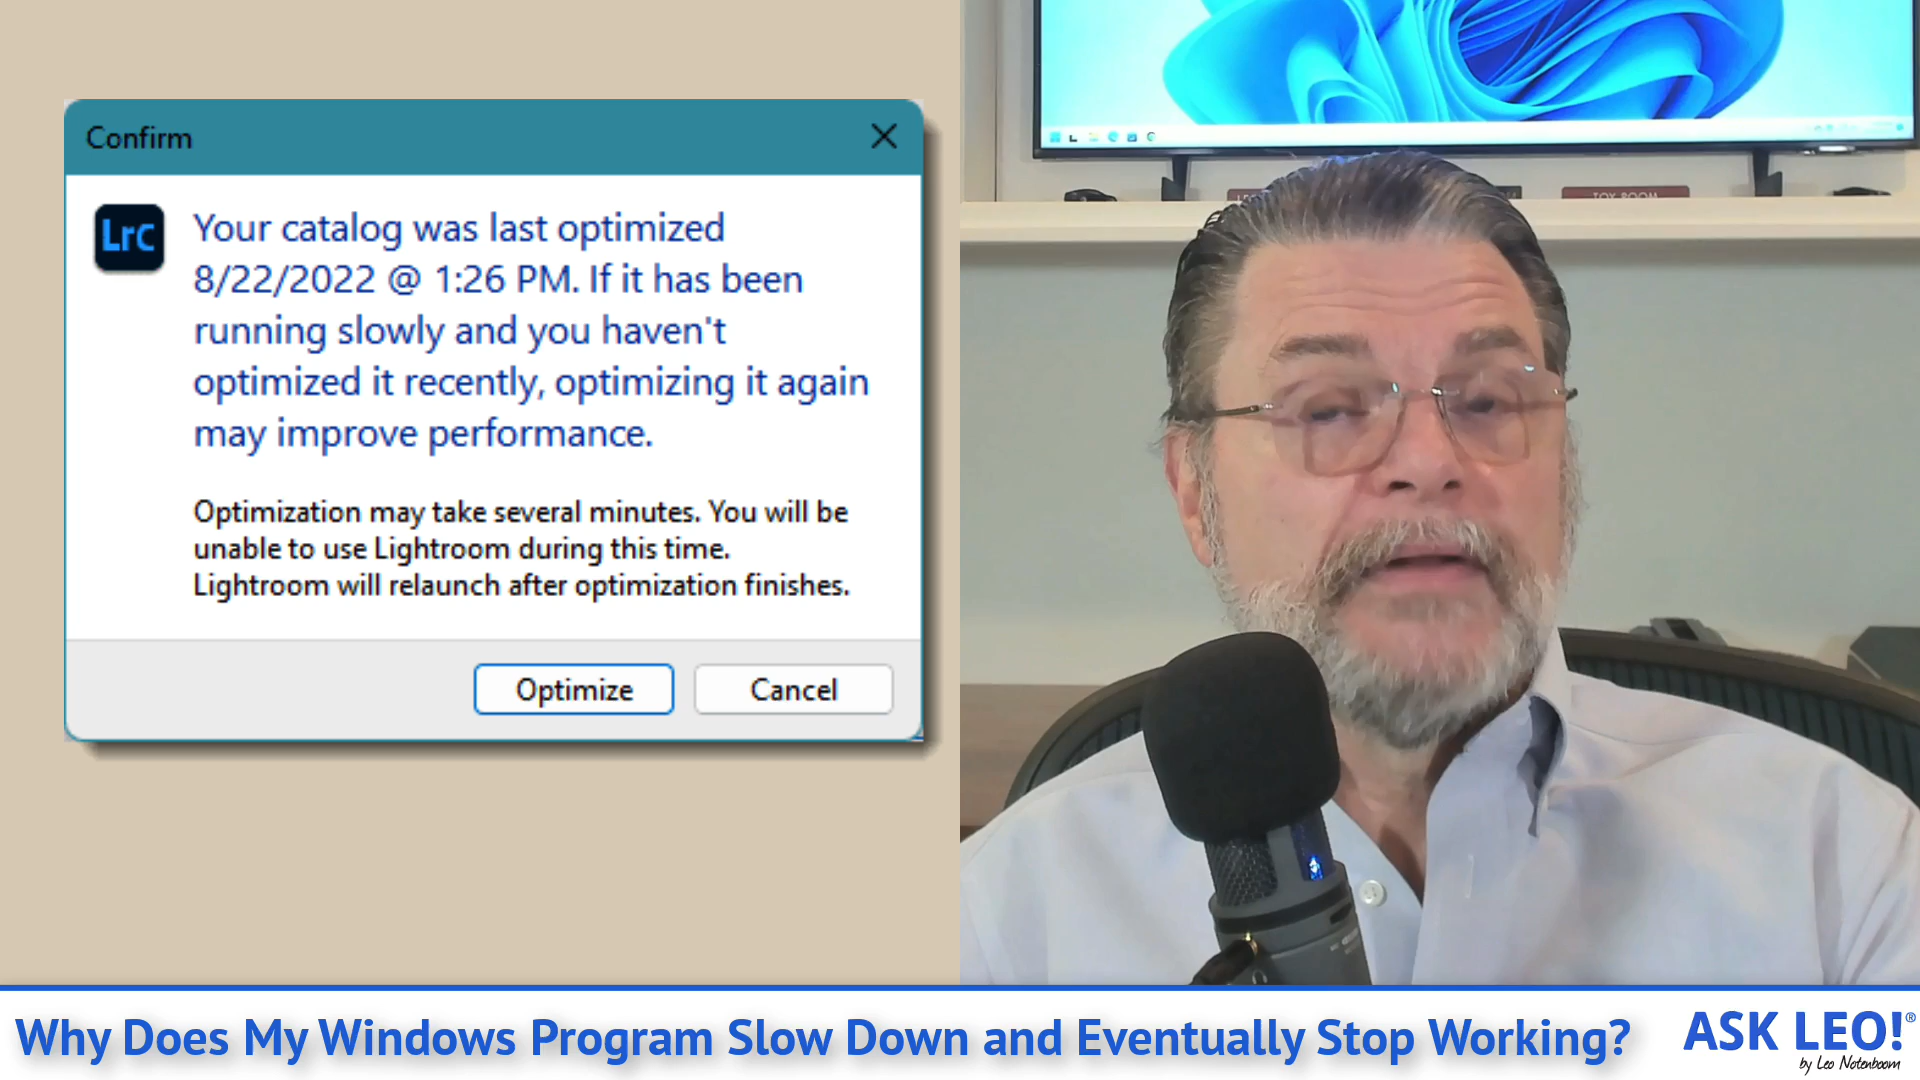 Confirm
LrC
Your catalog was last optimized
8/22/2022 @ 1:26 PM. If it has been
running slowly and you haven't
optimized it recently, optimizing it again
may improve performance.
Optimization may take several minutes. You will be
unable to use Lightroom during this time.
Lightroom will relaunch after optimization finishes.
Optimize
Cancel
TOY ROOM
Why Does My Windows Program Slow Down and Eventually Stop Working?
ASK LEO!®
by Leo Notenboom